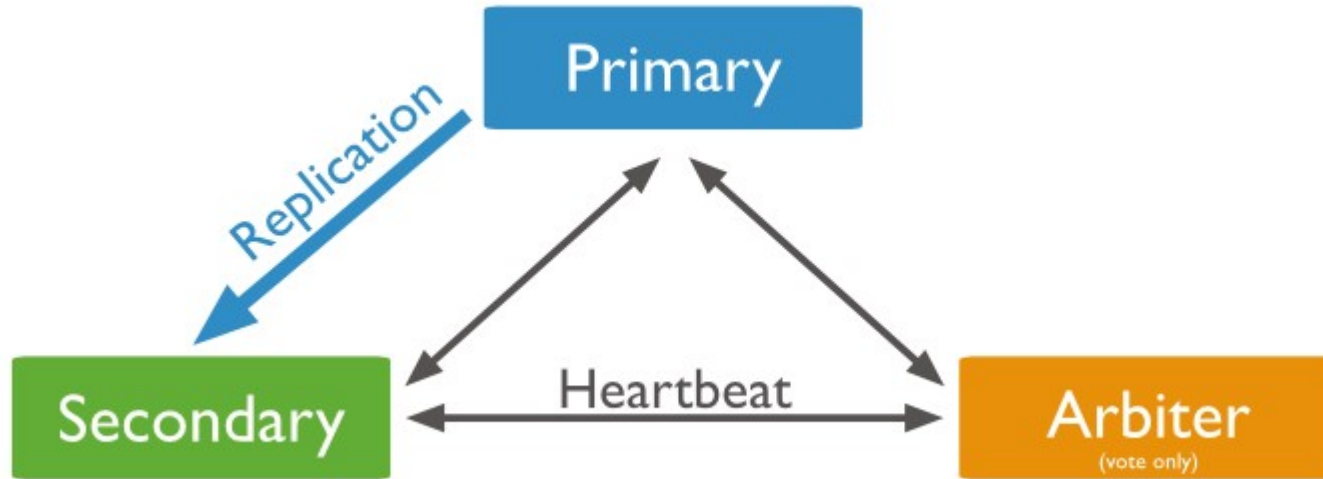 Primary
Replication
Heartbeat
Secondary
Arbiter
(vote only)